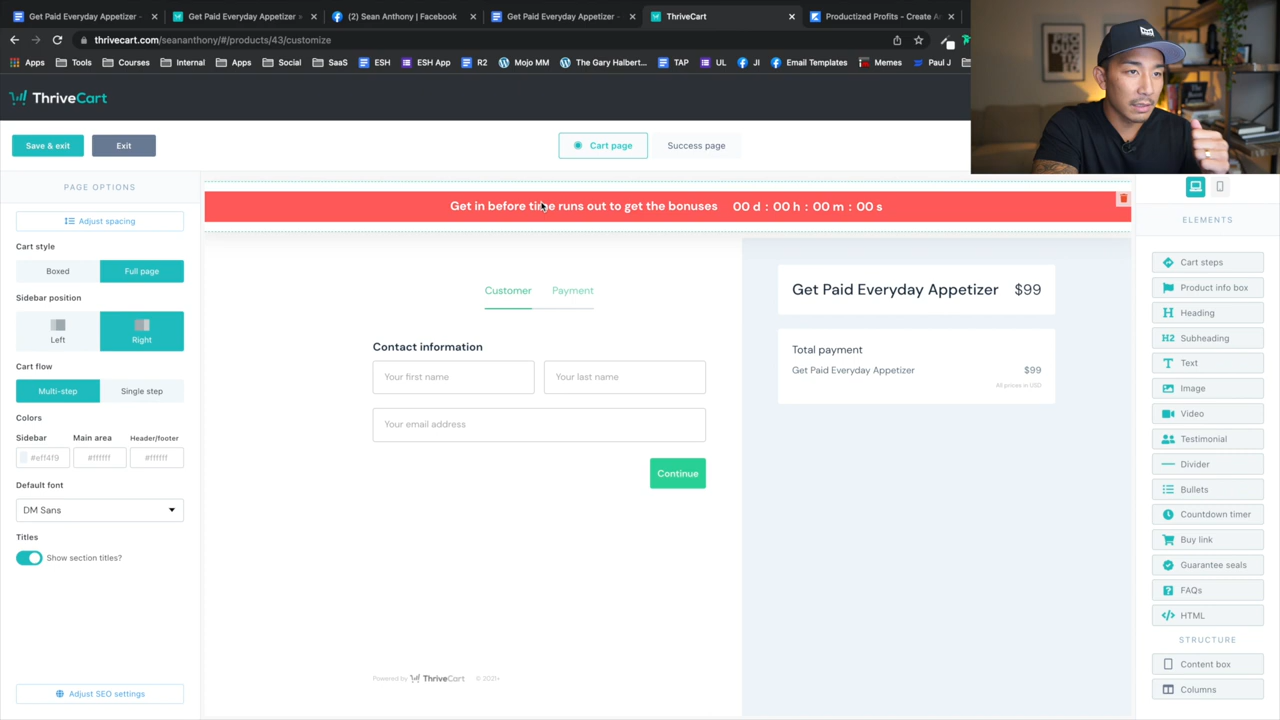 Get Paid Everyday Appetizer -
Get Paid Everyday Appetizer »
(2) Sean Anthony | Facebook
Get Paid Everyday Appetizer -
ThriveCart
Productized Profits - Create A
thrivecart.com/seananthony/#/products/43/customize
Apps Tools Courses Internal Apps Social SaaS ESH ESH App R2 Mojo MM The Gary Halbert... TAP UL JI Email Templates Memes Paul J
ThriveCart
Save & exit Exit Cart page Success page
PAGE OPTIONS
Adjust spacing
Cart style
Boxed Full page
Sidebar position
Left Right
Cart flow
Multi-step Single step
Colors
Sidebar Main area Header/footer
#eff4f9 #ffffff #ffffff
Default font
DM Sans
Titles
Show section titles?
Adjust SEO settings
Get in before time runs out to get the bonuses 00 d : 00 h : 00 m : 00 s
Customer Payment
Contact information
Your first name Your last name
Your email address
Continue
Powered by ThriveCart © 2021+
Get Paid Everyday Appetizer $99
Total payment
Get Paid Everyday Appetizer $99
All prices in USD
ELEMENTS
Cart steps
Product info box
H Heading
H2 Subheading
T Text
Image
Video
Testimonial
Divider
Bullets
Countdown timer
Buy link
Guarantee seals
FAQs
HTML
STRUCTURE
Content box
Columns